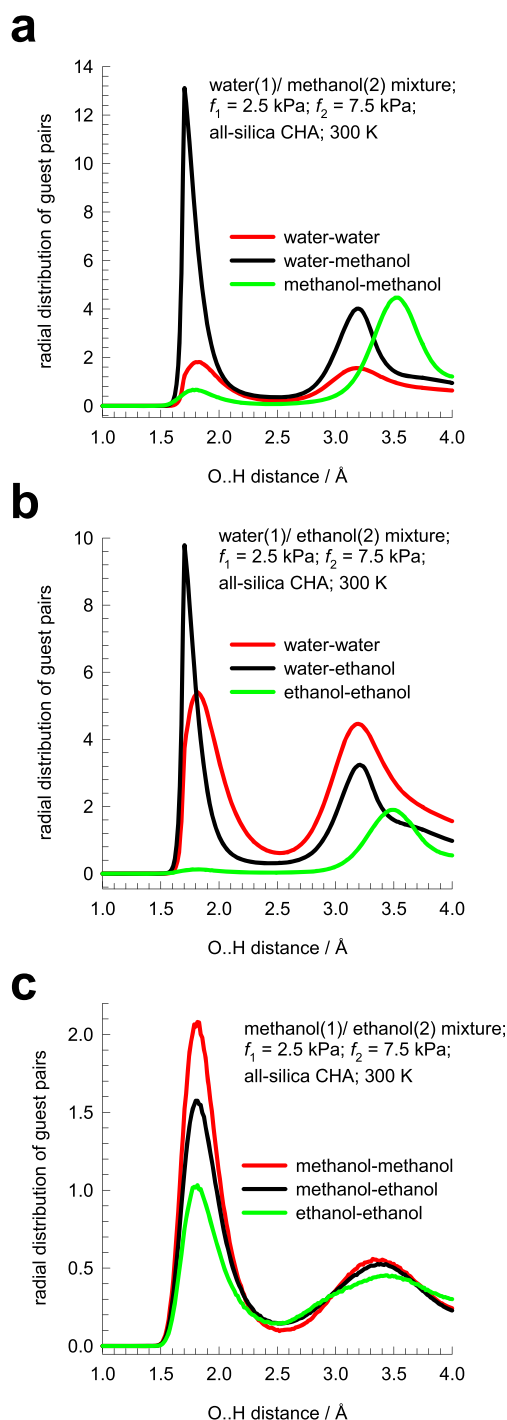 a
water(1)/ methanol(2) mixture;
f1 = 2.5 kPa; f2 = 7.5 kPa;
all-silica CHA; 300 K
radial distribution of guest pairs
14
12
10
8
6
4
2
0
water-water
water-methanol
methanol-methanol
1.0 1.5 2.0 2.5 3.0 3.5 4.0
O..H distance / Å
b
water(1)/ ethanol(2) mixture;
f1 = 2.5 kPa; f2 = 7.5 kPa;
all-silica CHA; 300 K
radial distribution of guest pairs
10
8
6
4
2
0
water-water
water-ethanol
ethanol-ethanol
1.0 1.5 2.0 2.5 3.0 3.5 4.0
O..H distance / Å
c
methanol(1)/ ethanol(2) mixture;
f1 = 2.5 kPa; f2 = 7.5 kPa;
all-silica CHA; 300 K
radial distribution of guest pairs
2.0
1.5
1.0
0.5
0.0
methanol-methanol
methanol-ethanol
ethanol-ethanol
1.0 1.5 2.0 2.5 3.0 3.5 4.0
O..H distance / Å